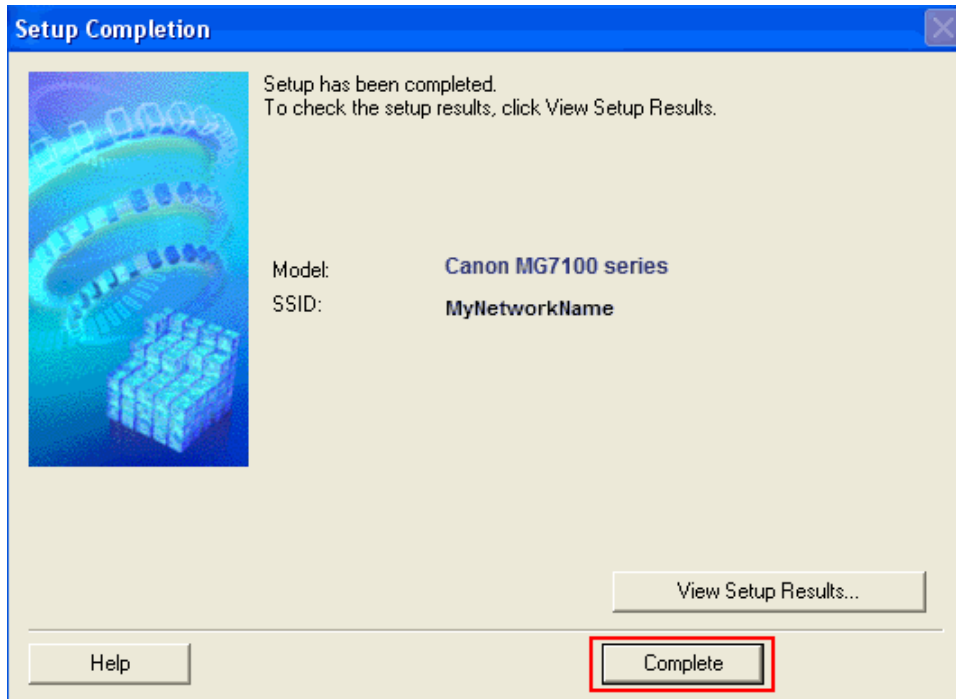 Setup Completion
Setup has been completed.
To check the setup results, click View Setup Results.
Model: Canon MG7100 series
SSID: MyNetworkName
View Setup Results...
Help Complete